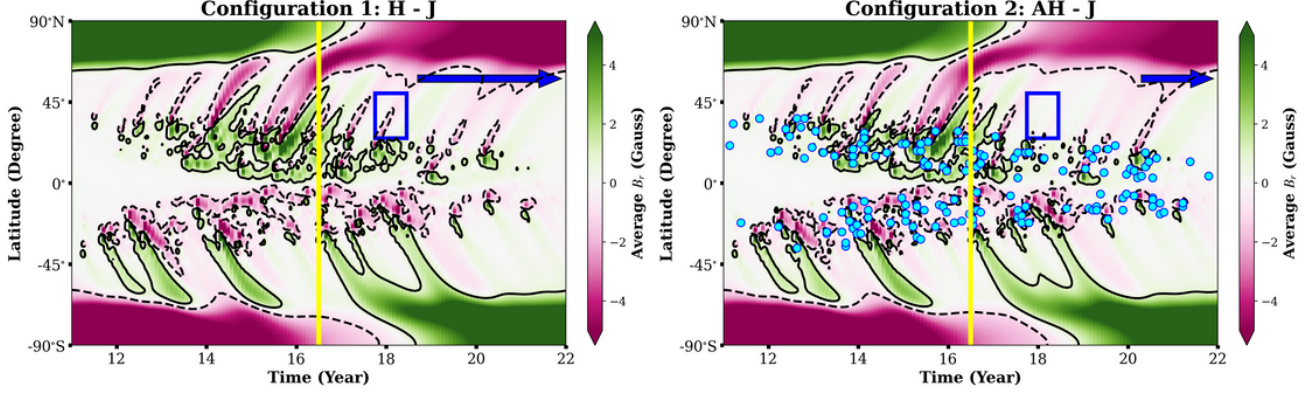 Configuration 1: H - J
90°N
45°
0°
-45°
-90°S
Latitude (Degree)
12 14 16 18 20 22
Time (Year)
4
2
0
−2
−4
Average Br (Gauss)
Configuration 2: AH - J
90°N
45°
0°
-45°
-90°S
Latitude (Degree)
12 14 16 18 20 22
Time (Year)
4
2
0
−2
−4
Average Br (Gauss)